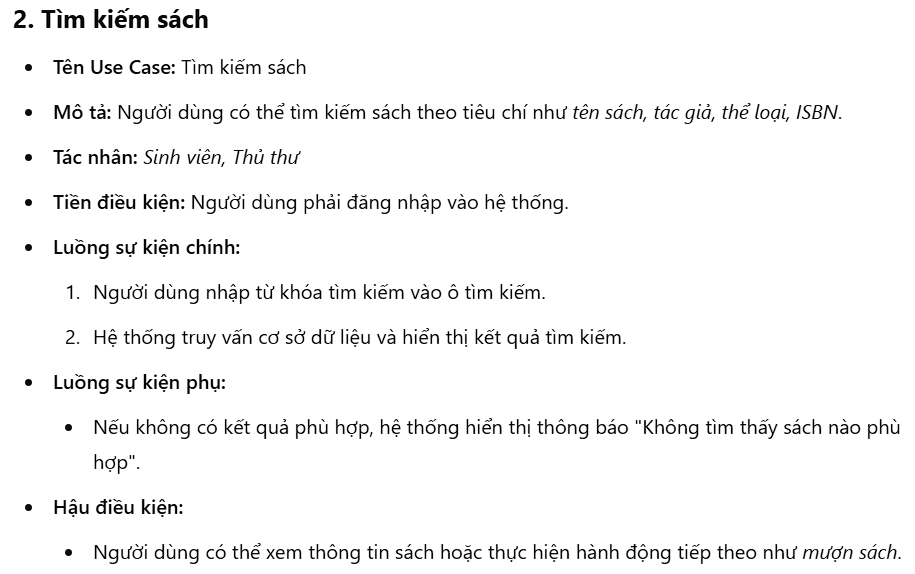 2. Tìm kiếm sách
• Tên Use Case: Tìm kiếm sách
• Mô tả: Người dùng có thể tìm kiếm sách theo tiêu chí như tên sách, tác giả, thể loại, ISBN.
• Tác nhân: Sinh viên, Thủ thư
• Tiền điều kiện: Người dùng phải đăng nhập vào hệ thống.
• Luồng sự kiện chính:
1. Người dùng nhập từ khóa tìm kiếm vào ô tìm kiếm.
2. Hệ thống truy vấn cơ sở dữ liệu và hiển thị kết quả tìm kiếm.
• Luồng sự kiện phụ:
• Nếu không có kết quả phù hợp, hệ thống hiển thị thông báo "Không tìm thấy sách nào phù
hợp".
• Hậu điều kiện:
• Người dùng có thể xem thông tin sách hoặc thực hiện hành động tiếp theo như mượn sách.